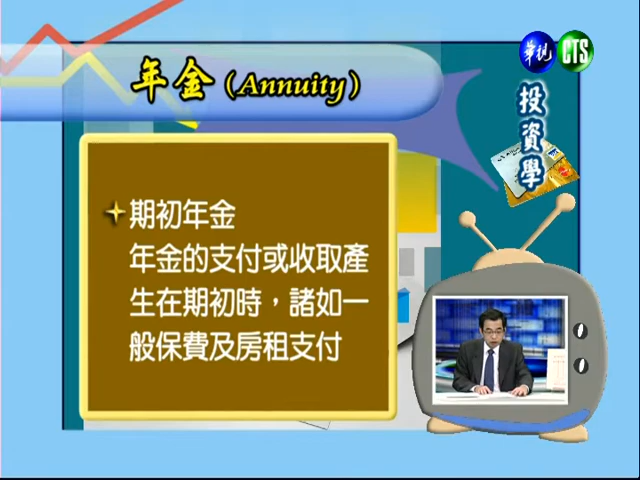 年金(Annuity)
華視 CTS
投資學
期初年金
年金的支付或收取產
生在期初時，諸如一
般保費及房租支付